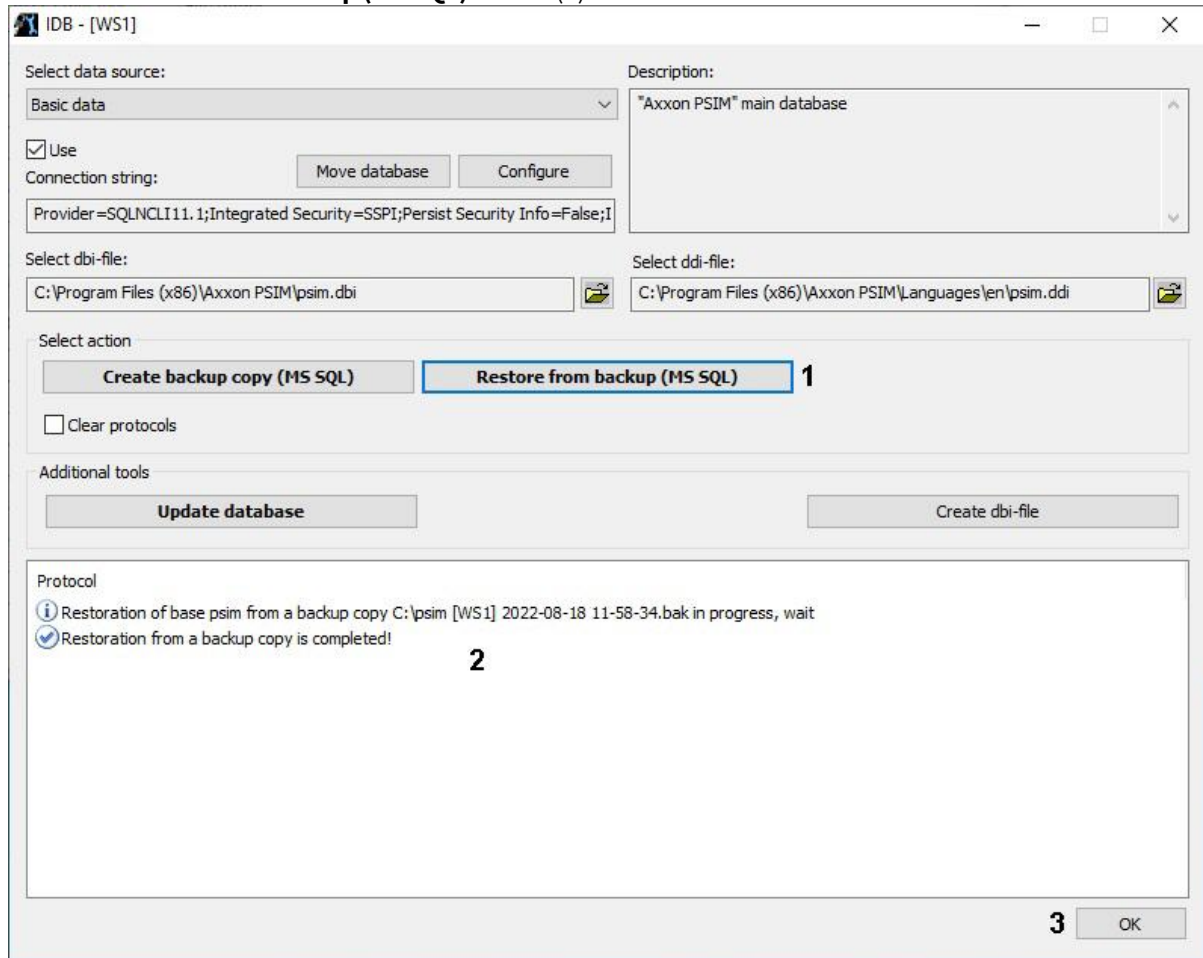 IDB - [WS1]
Select data source:
Description:
Basic data
"Axxon PSIM" main database
Use
Connection string:
Move database
Configure
Provider=SQLNCLI11.1;Integrated Security=SSPI;Persist Security Info=False;I
Select dbi-file:
Select ddi-file:
C:\Program Files (x86)\Axxon PSIM\psim.dbi
C:\Program Files (x86)\Axxon PSIM\Languages\en\psim.ddi
Select action
Create backup copy (MS SQL)
Restore from backup (MS SQL)
1
Clear protocols
Additional tools
Update database
Create dbi-file
Protocol
Restoration of base psim from a backup copy C:\psim [WS1] 2022-08-18 11-58-34.bak in progress, wait
Restoration from a backup copy is completed!
2
3
OK